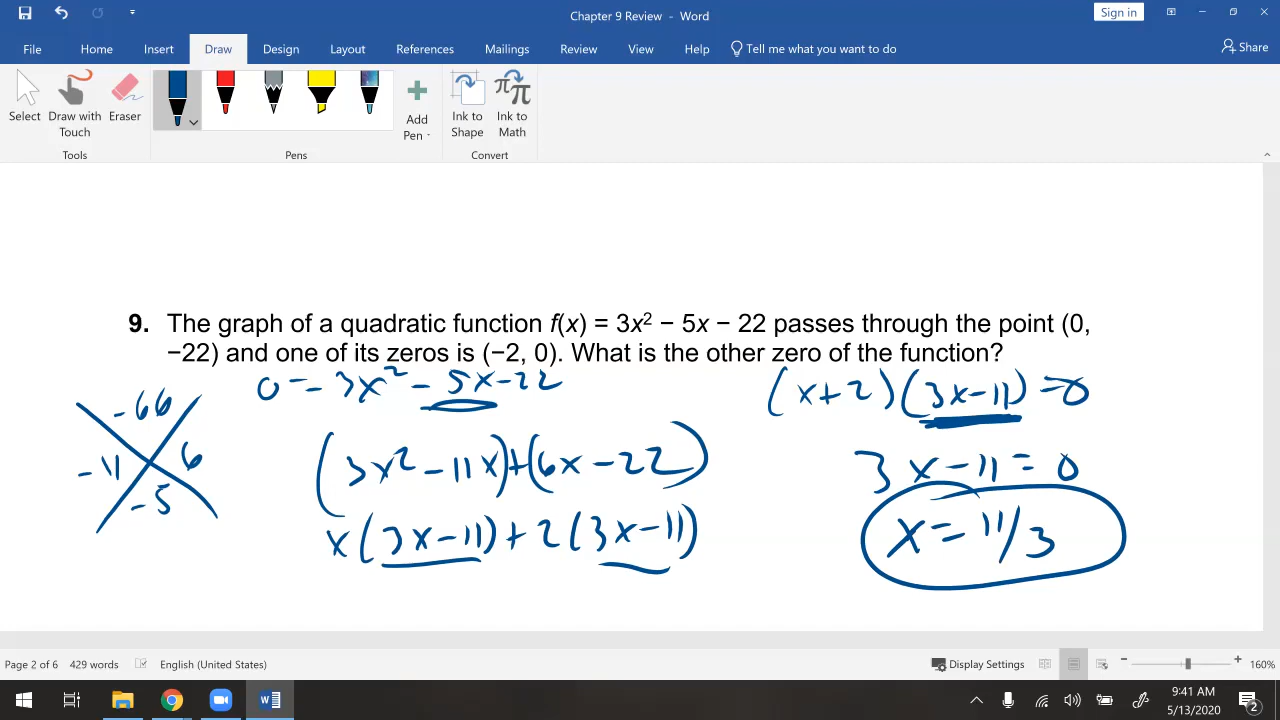 Chapter 9 Review - Word
Sign in
File Home Insert Draw Design Layout References Mailings Review View Help Tell me what you want to do Share
Select Draw with Touch Eraser Add Pen Ink to Shape Ink to Math
Tools Pens Convert
9. The graph of a quadratic function f(x) = 3x² − 5x − 22 passes through the point (0,
−22) and one of its zeros is (−2, 0). What is the other zero of the function?
0 = 3x² - 5x - 22
-66
-11 6
-5
(3x² - 11x) + (6x - 22)
x(3x - 11) + 2(3x - 11)
(x + 2)(3x - 11) = 0
3x - 11 = 0
x = 11/3
Page 2 of 6 429 words English (United States) Display Settings 160%
9:41 AM
5/13/2020
2